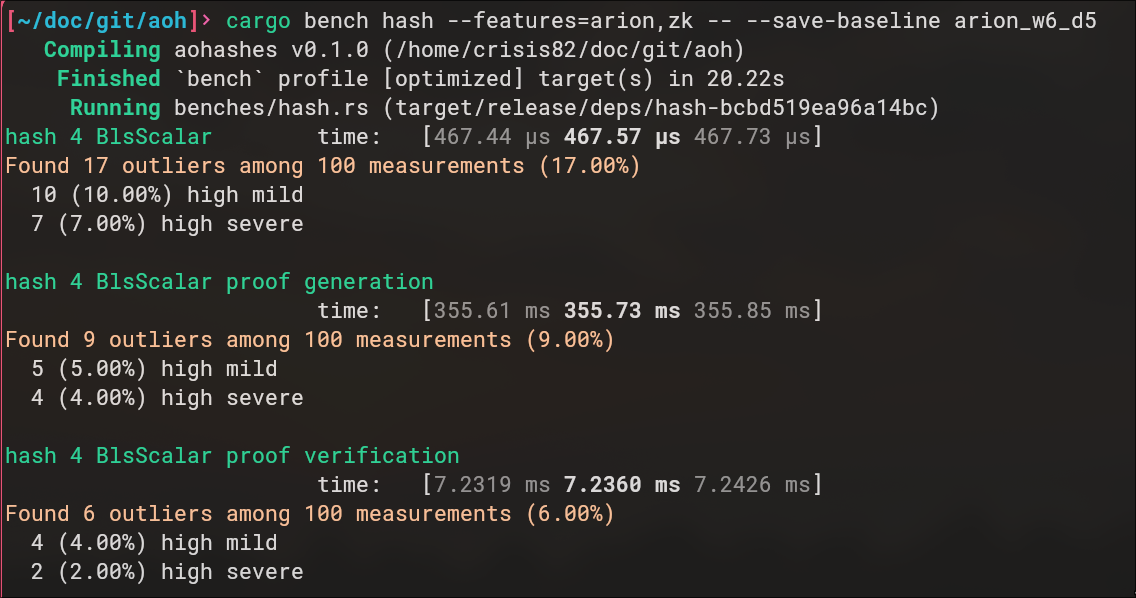 [~/doc/git/aoh]› cargo bench hash --features=arion,zk -- --save-baseline arion_w6_d5
Compiling aohashes v0.1.0 (/home/crisis82/doc/git/aoh)
Finished `bench` profile [optimized] target(s) in 20.22s
Running benches/hash.rs (target/release/deps/hash-bcbd519ea96a14bc)
hash 4 BlsScalar time: [467.44 µs 467.57 µs 467.73 µs]
Found 17 outliers among 100 measurements (17.00%)
10 (10.00%) high mild
7 (7.00%) high severe
hash 4 BlsScalar proof generation
time: [355.61 ms 355.73 ms 355.85 ms]
Found 9 outliers among 100 measurements (9.00%)
5 (5.00%) high mild
4 (4.00%) high severe
hash 4 BlsScalar proof verification
time: [7.2319 ms 7.2360 ms 7.2426 ms]
Found 6 outliers among 100 measurements (6.00%)
4 (4.00%) high mild
2 (2.00%) high severe